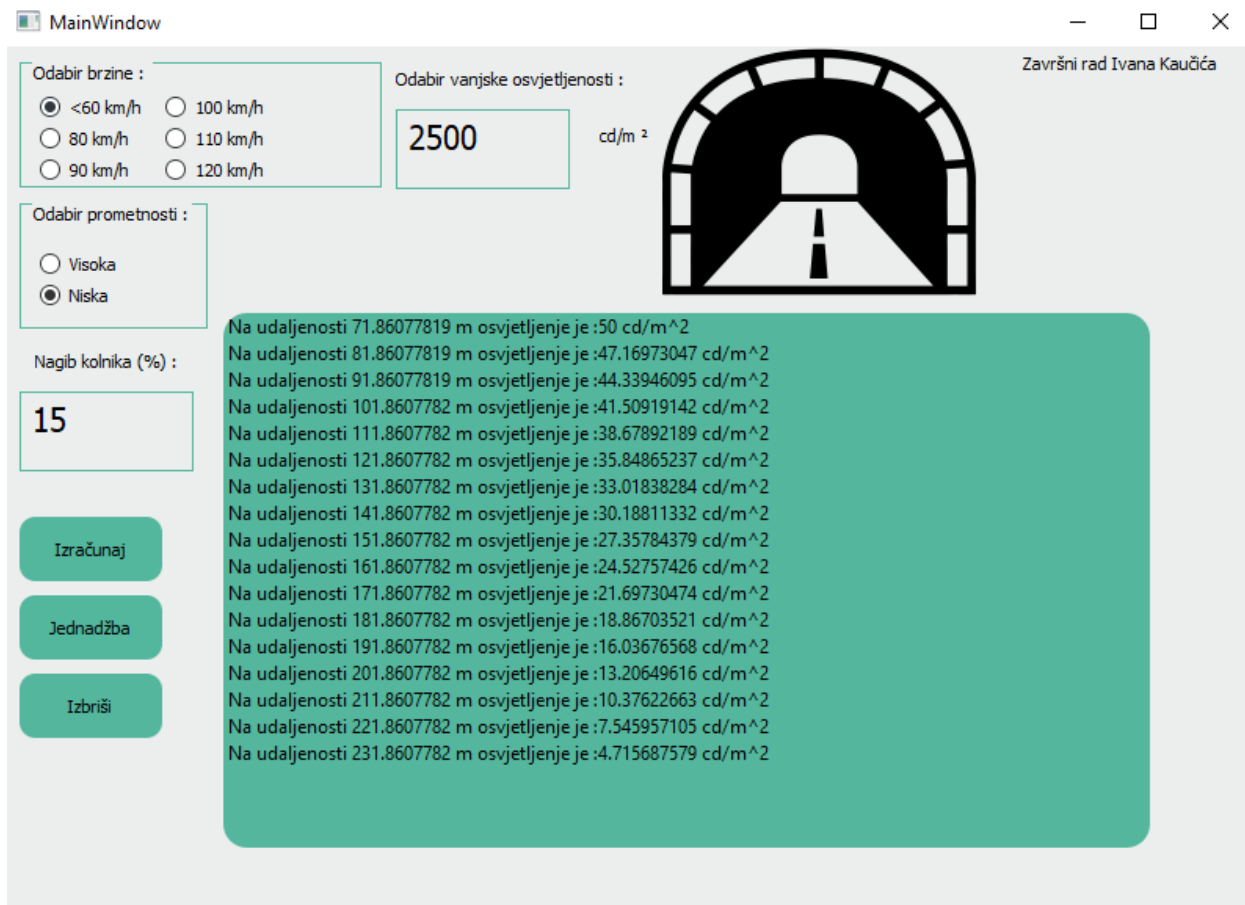 MainWindow
Završni rad Ivana Kaučića
Odabir brzine :
<60 km/h
100 km/h
80 km/h
110 km/h
90 km/h
120 km/h
Odabir vanjske osvjetljenosti :
2500
cd/m ²
Odabir prometnosti :
Visoka
Niska
Nagib kolnika (%) :
15
Izračunaj
Jednadžba
Izbriši
Na udaljenosti 71.86077819 m osvjetljenje je :50 cd/m^2
Na udaljenosti 81.86077819 m osvjetljenje je :47.16973047 cd/m^2
Na udaljenosti 91.86077819 m osvjetljenje je :44.33946095 cd/m^2
Na udaljenosti 101.8607782 m osvjetljenje je :41.50919142 cd/m^2
Na udaljenosti 111.8607782 m osvjetljenje je :38.67892189 cd/m^2
Na udaljenosti 121.8607782 m osvjetljenje je :35.84865237 cd/m^2
Na udaljenosti 131.8607782 m osvjetljenje je :33.01838284 cd/m^2
Na udaljenosti 141.8607782 m osvjetljenje je :30.18811332 cd/m^2
Na udaljenosti 151.8607782 m osvjetljenje je :27.35784379 cd/m^2
Na udaljenosti 161.8607782 m osvjetljenje je :24.52757426 cd/m^2
Na udaljenosti 171.8607782 m osvjetljenje je :21.69730474 cd/m^2
Na udaljenosti 181.8607782 m osvjetljenje je :18.86703521 cd/m^2
Na udaljenosti 191.8607782 m osvjetljenje je :16.03676568 cd/m^2
Na udaljenosti 201.8607782 m osvjetljenje je :13.20649616 cd/m^2
Na udaljenosti 211.8607782 m osvjetljenje je :10.37622663 cd/m^2
Na udaljenosti 221.8607782 m osvjetljenje je :7.545957105 cd/m^2
Na udaljenosti 231.8607782 m osvjetljenje je :4.715687579 cd/m^2